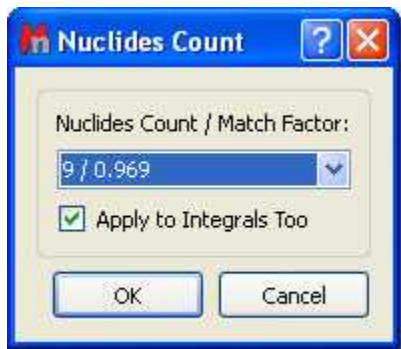 Nuclides Count
Nuclides Count / Match Factor:
9 / 0.969
Apply to Integrals Too
OK Cancel